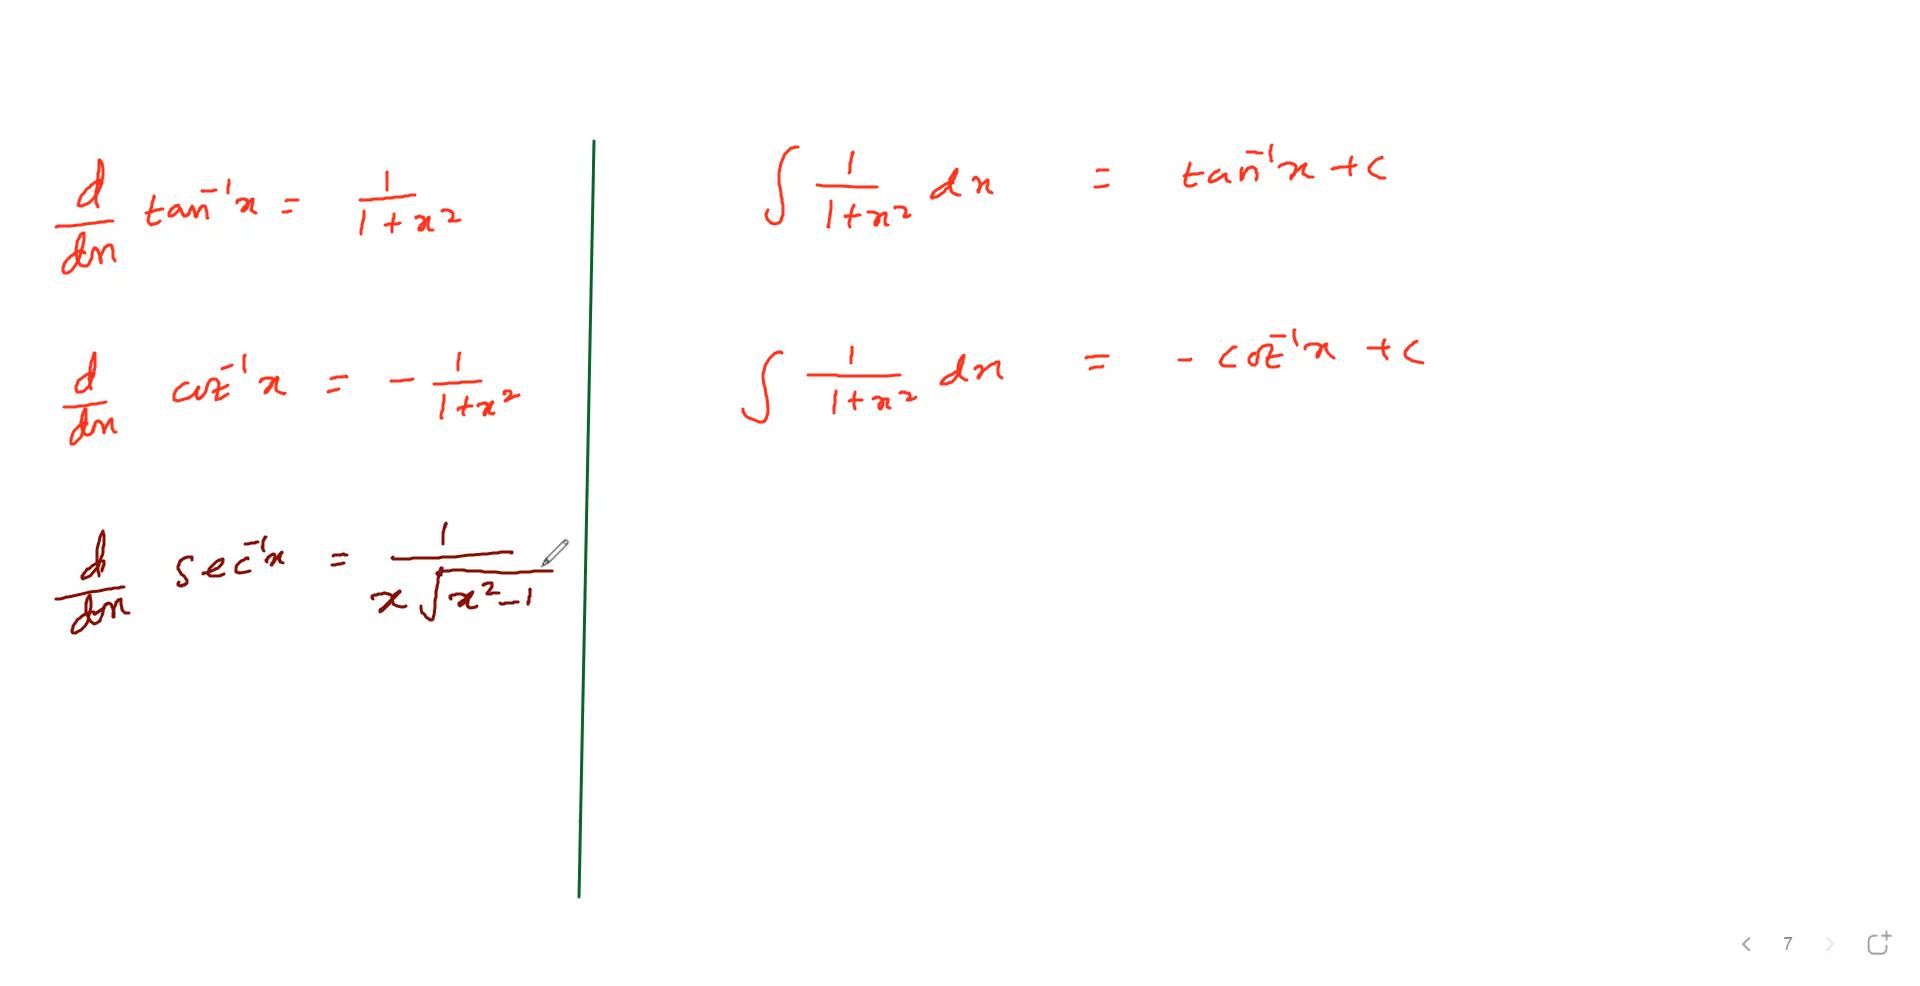 d/dx tan⁻¹x = 1/(1+x²)
∫ 1/(1+x²) dx = tan⁻¹x + c
d/dx cot⁻¹x = - 1/(1+x²)
∫ 1/(1+x²) dx = - cot⁻¹x + c
d/dx sec⁻¹x = 1/(x√(x²-1))
< 7 >